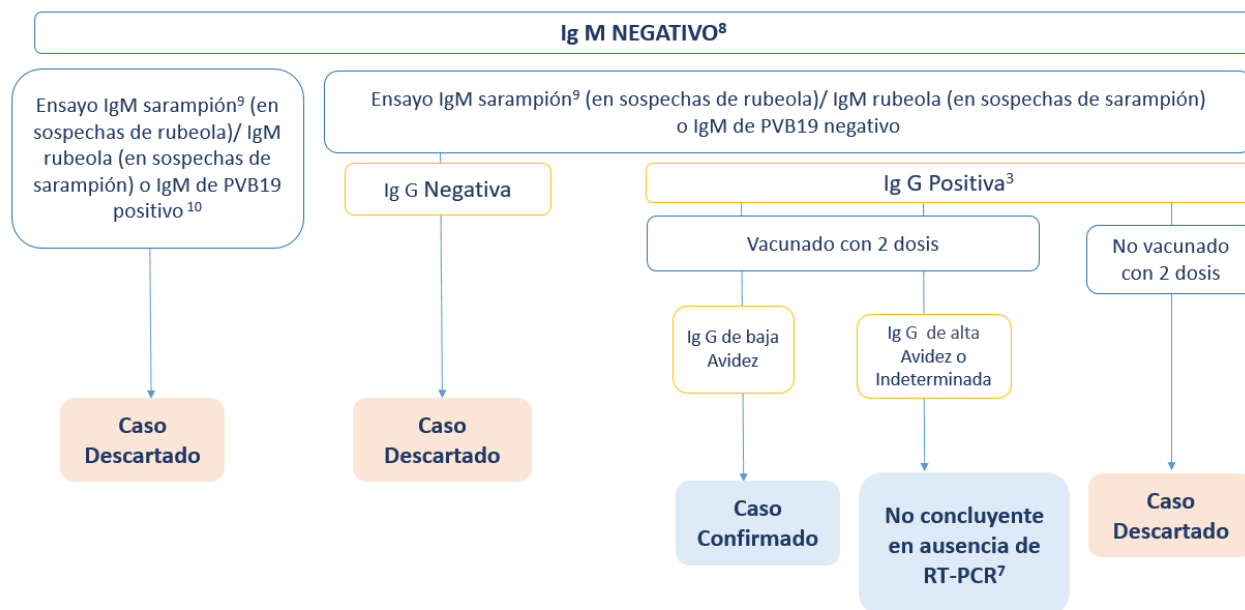 Ig M NEGATIVO⁸
Ensayo IgM sarampión⁹ (en
sospechas de rubeola)/ IgM
rubeola (en sospechas de
sarampión) o IgM de PVB19
positivo ¹⁰
Ensayo IgM sarampión⁹ (en sospechas de rubeola)/ IgM rubeola (en sospechas de sarampión)
o IgM de PVB19 negativo
Ig G Negativa
Ig G Positiva³
Vacunado con 2 dosis
No vacunado
con 2 dosis
Ig G de baja
Avidez
Ig G de alta
Avidez o
Indeterminada
Caso
Descartado
Caso
Descartado
Caso
Confirmado
No concluyente
en ausencia de
RT-PCR⁷
Caso
Descartado